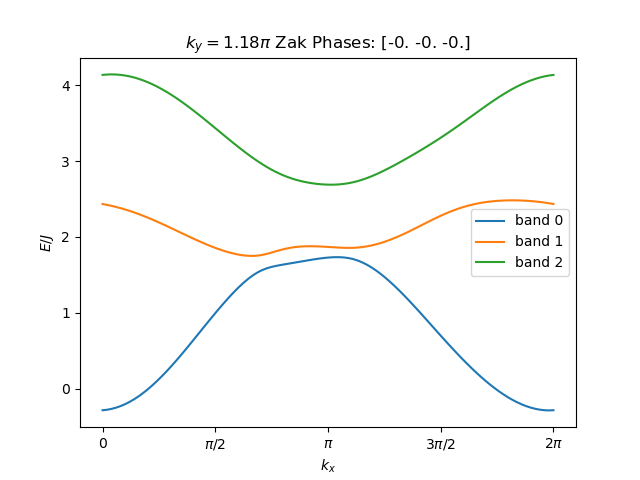 k_y = 1.18π Zak Phases: [-0. -0. -0.]
4
3
2
1
0
E/J
band 0
band 1
band 2
0 π/2 π 3π/2 2π
k_x